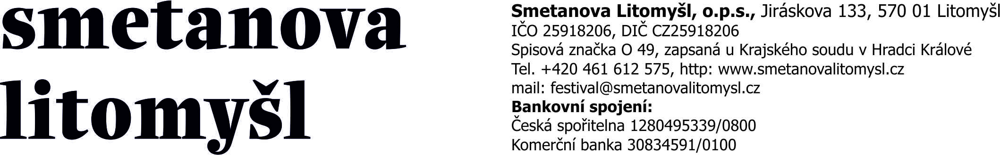 smetanova
litomyšl
Smetanova Litomyšl, o.p.s., Jiráskova 133, 570 01 Litomyšl
IČO 25918206, DIČ CZ25918206
Spisová značka O 49, zapsaná u Krajského soudu v Hradci Králové
Tel. +420 461 612 575, http: www.smetanovalitomysl.cz
mail: festival@smetanovalitomysl.cz
Bankovní spojení:
Česká spořitelna 1280495339/0800
Komerční banka 30834591/0100